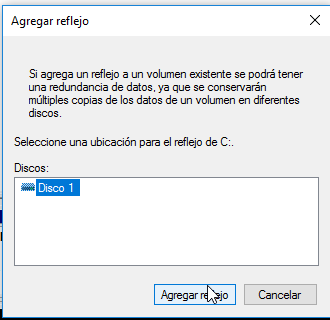 Agregar reflejo
Si agrega un reflejo a un volumen existente se podrá tener
una redundancia de datos, ya que se conservarán
múltiples copias de los datos de un volumen en diferentes
discos.
Seleccione una ubicación para el reflejo de C:.
Discos:
Disco 1
Agregar reflejo
Cancelar